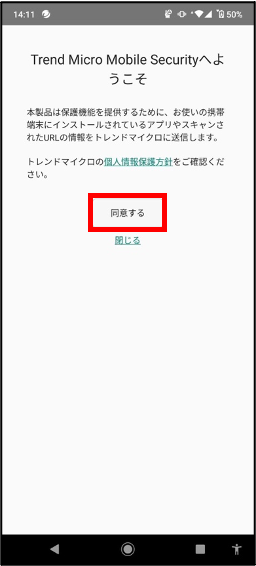 14:11 50%
Trend Micro Mobile Securityへよ
うこそ
本製品は保護機能を提供するために、お使いの携帯
端末にインストールされているアプリやスキャンさ
れたURLの情報をトレンドマイクロに送信します。
トレンドマイクロの個人情報保護方針をご確認くだ
さい。
同意する
閉じる